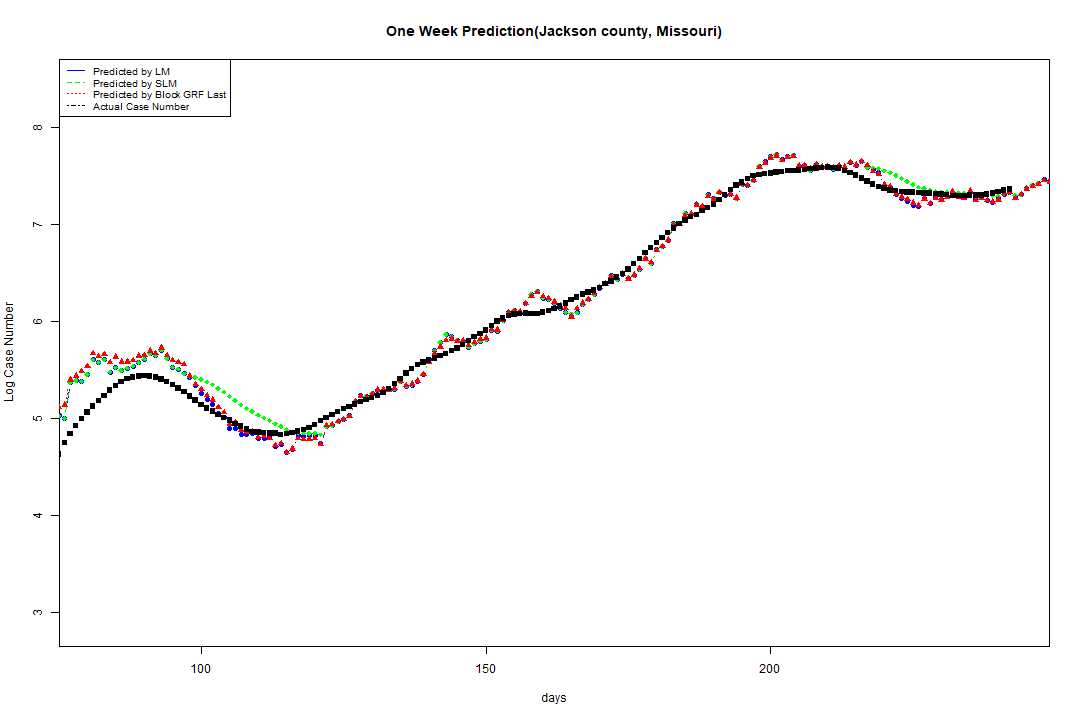 One Week Prediction(Jackson county, Missouri)
Predicted by LM
Predicted by SLM
Predicted by Block GRF Last
Actual Case Number
8
7
6
5
4
3
Log Case Number
100 150 200
days